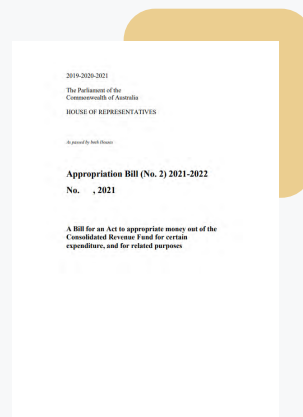 2019-2020-2021
The Parliament of the
Commonwealth of Australia
HOUSE OF REPRESENTATIVES
As passed by both Houses
Appropriation Bill (No. 2) 2021-2022
No.    , 2021
A Bill for an Act to appropriate money out of the
Consolidated Revenue Fund for certain
expenditure, and for related purposes